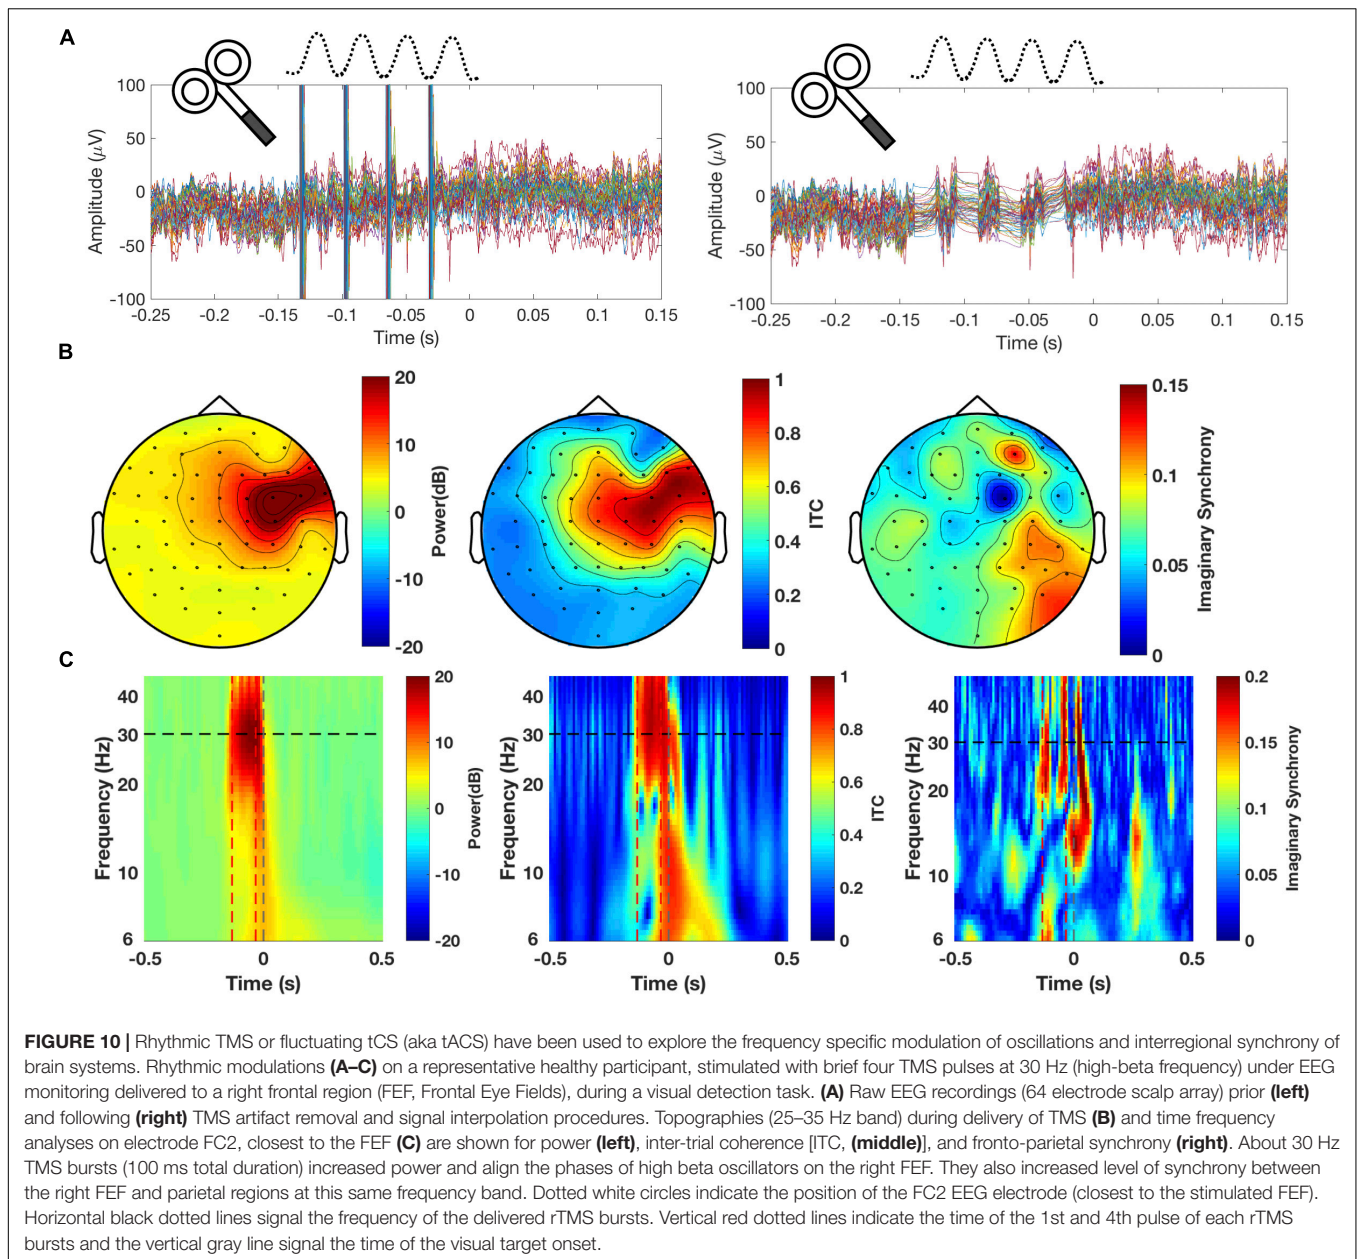 A
100
50
0
-50
-100
Amplitude (μV)
-0.25 -0.2 -0.15 -0.1 -0.05 0 0.05 0.1 0.15
Time (s)
100
50
0
-50
-100
Amplitude (μV)
-0.25 -0.2 -0.15 -0.1 -0.05 0 0.05 0.1 0.15
Time (s)
B
20
10
0
-10
-20
Power(dB)
1
0.8
0.6
0.4
0.2
0
ITC
0.15
0.1
0.05
0
Imaginary Synchrony
C
40
30
20
10
6
Frequency (Hz)
-0.5 0 0.5
Time (s)
20
10
0
-10
-20
Power(dB)
40
30
20
10
6
Frequency (Hz)
-0.5 0 0.5
Time (s)
1
0.8
0.6
0.4
0.2
0
ITC
40
30
20
10
6
Frequency (Hz)
-0.5 0 0.5
Time (s)
0.2
0.15
0.1
0.05
0
Imaginary Synchrony
FIGURE 10 | Rhythmic TMS or fluctuating tCS (aka tACS) have been used to explore the frequency specific modulation of oscillations and interregional synchrony of
brain systems. Rhythmic modulations (A–C) on a representative healthy participant, stimulated with brief four TMS pulses at 30 Hz (high-beta frequency) under EEG
monitoring delivered to a right frontal region (FEF, Frontal Eye Fields), during a visual detection task. (A) Raw EEG recordings (64 electrode scalp array) prior (left)
and following (right) TMS artifact removal and signal interpolation procedures. Topographies (25–35 Hz band) during delivery of TMS (B) and time frequency
analyses on electrode FC2, closest to the FEF (C) are shown for power (left), inter-trial coherence [ITC, (middle)], and fronto-parietal synchrony (right). About 30 Hz
TMS bursts (100 ms total duration) increased power and align the phases of high beta oscillators on the right FEF. They also increased level of synchrony between
the right FEF and parietal regions at this same frequency band. Dotted white circles indicate the position of the FC2 EEG electrode (closest to the stimulated FEF).
Horizontal black dotted lines signal the frequency of the delivered rTMS bursts. Vertical red dotted lines indicate the time of the 1st and 4th pulse of each rTMS
bursts and the vertical gray line signal the time of the visual target onset.